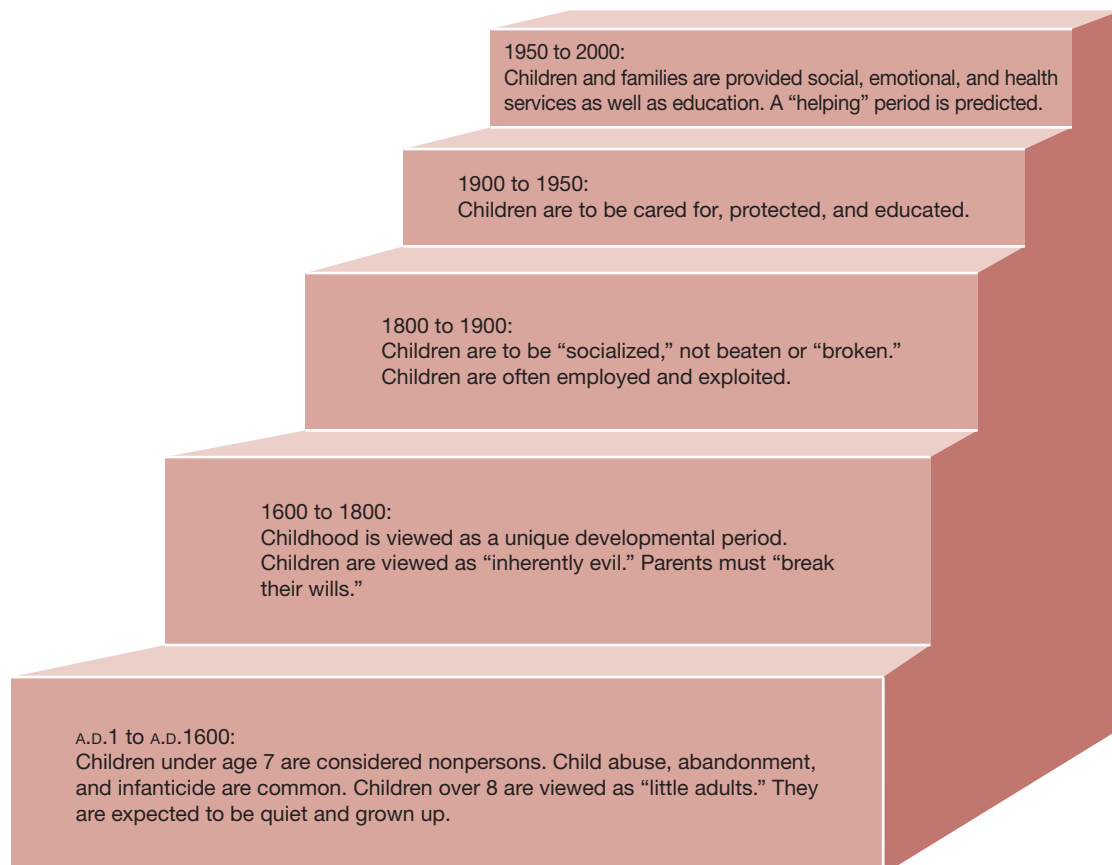 1950 to 2000:
Children and families are provided social, emotional, and health
services as well as education. A “helping” period is predicted.
1900 to 1950:
Children are to be cared for, protected, and educated.
1800 to 1900:
Children are to be “socialized,” not beaten or “broken.”
Children are often employed and exploited.
1600 to 1800:
Childhood is viewed as a unique developmental period.
Children are viewed as “inherently evil.” Parents must “break
their wills.”
A.D.1 to A.D.1600:
Children under age 7 are considered nonpersons. Child abuse, abandonment,
and infanticide are common. Children over 8 are viewed as “little adults.” They
are expected to be quiet and grown up.